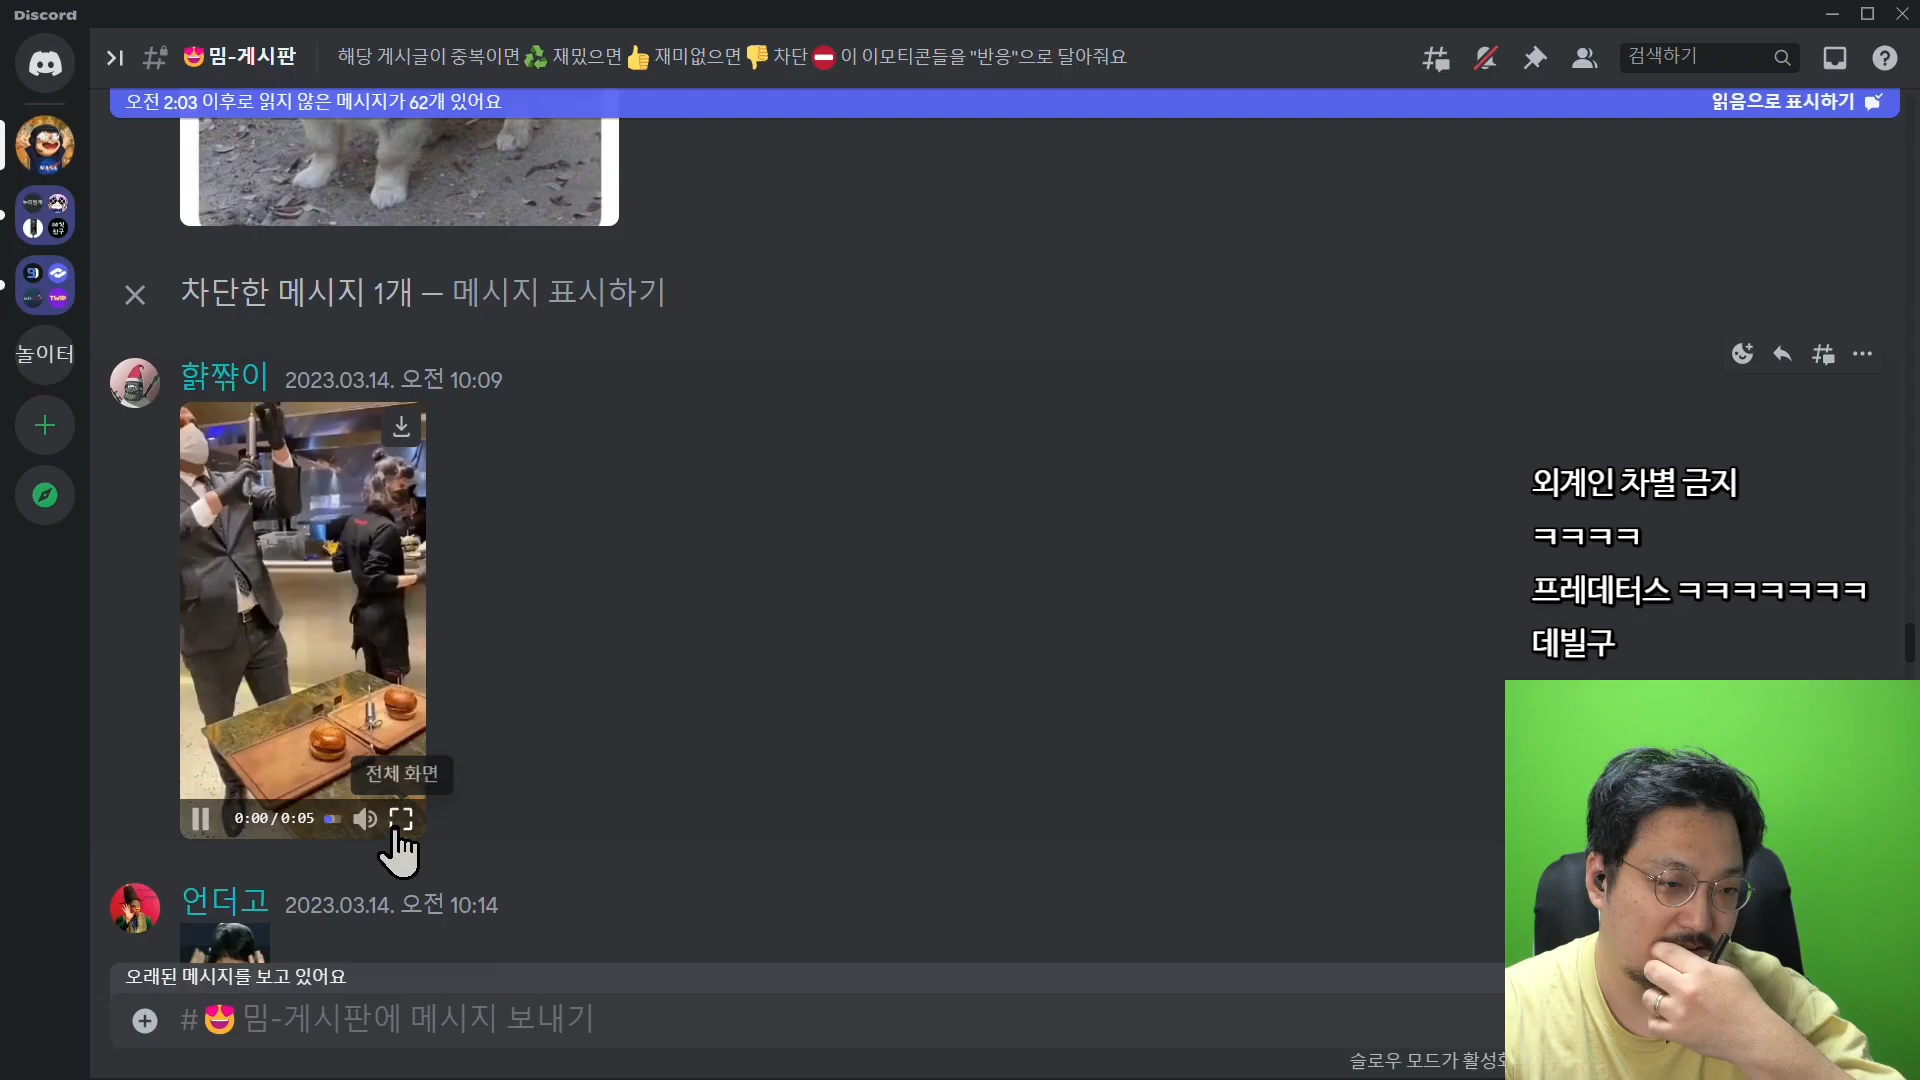 Discord
밈-게시판
해당 게시글이 중복이면 재밌으면 재미없으면 차단 이 이모티콘들을 "반응"으로 달아줘요
검색하기
오전 2:03 이후로 읽지 않은 메시지가 62개 있어요
읽음으로 표시하기
차단한 메시지 1개 — 메시지 표시하기
놀이터
2023.03.14. 오전 10:09
외계인 차별 금지
ㅋㅋㅋㅋ
프레데터스 ㅋㅋㅋㅋㅋㅋㅋ
데빌구
전체 화면
0:00/0:05
언더고 2023.03.14. 오전 10:14
오래된 메시지를 보고 있어요
#밈-게시판에 메시지 보내기
슬로우 모드가